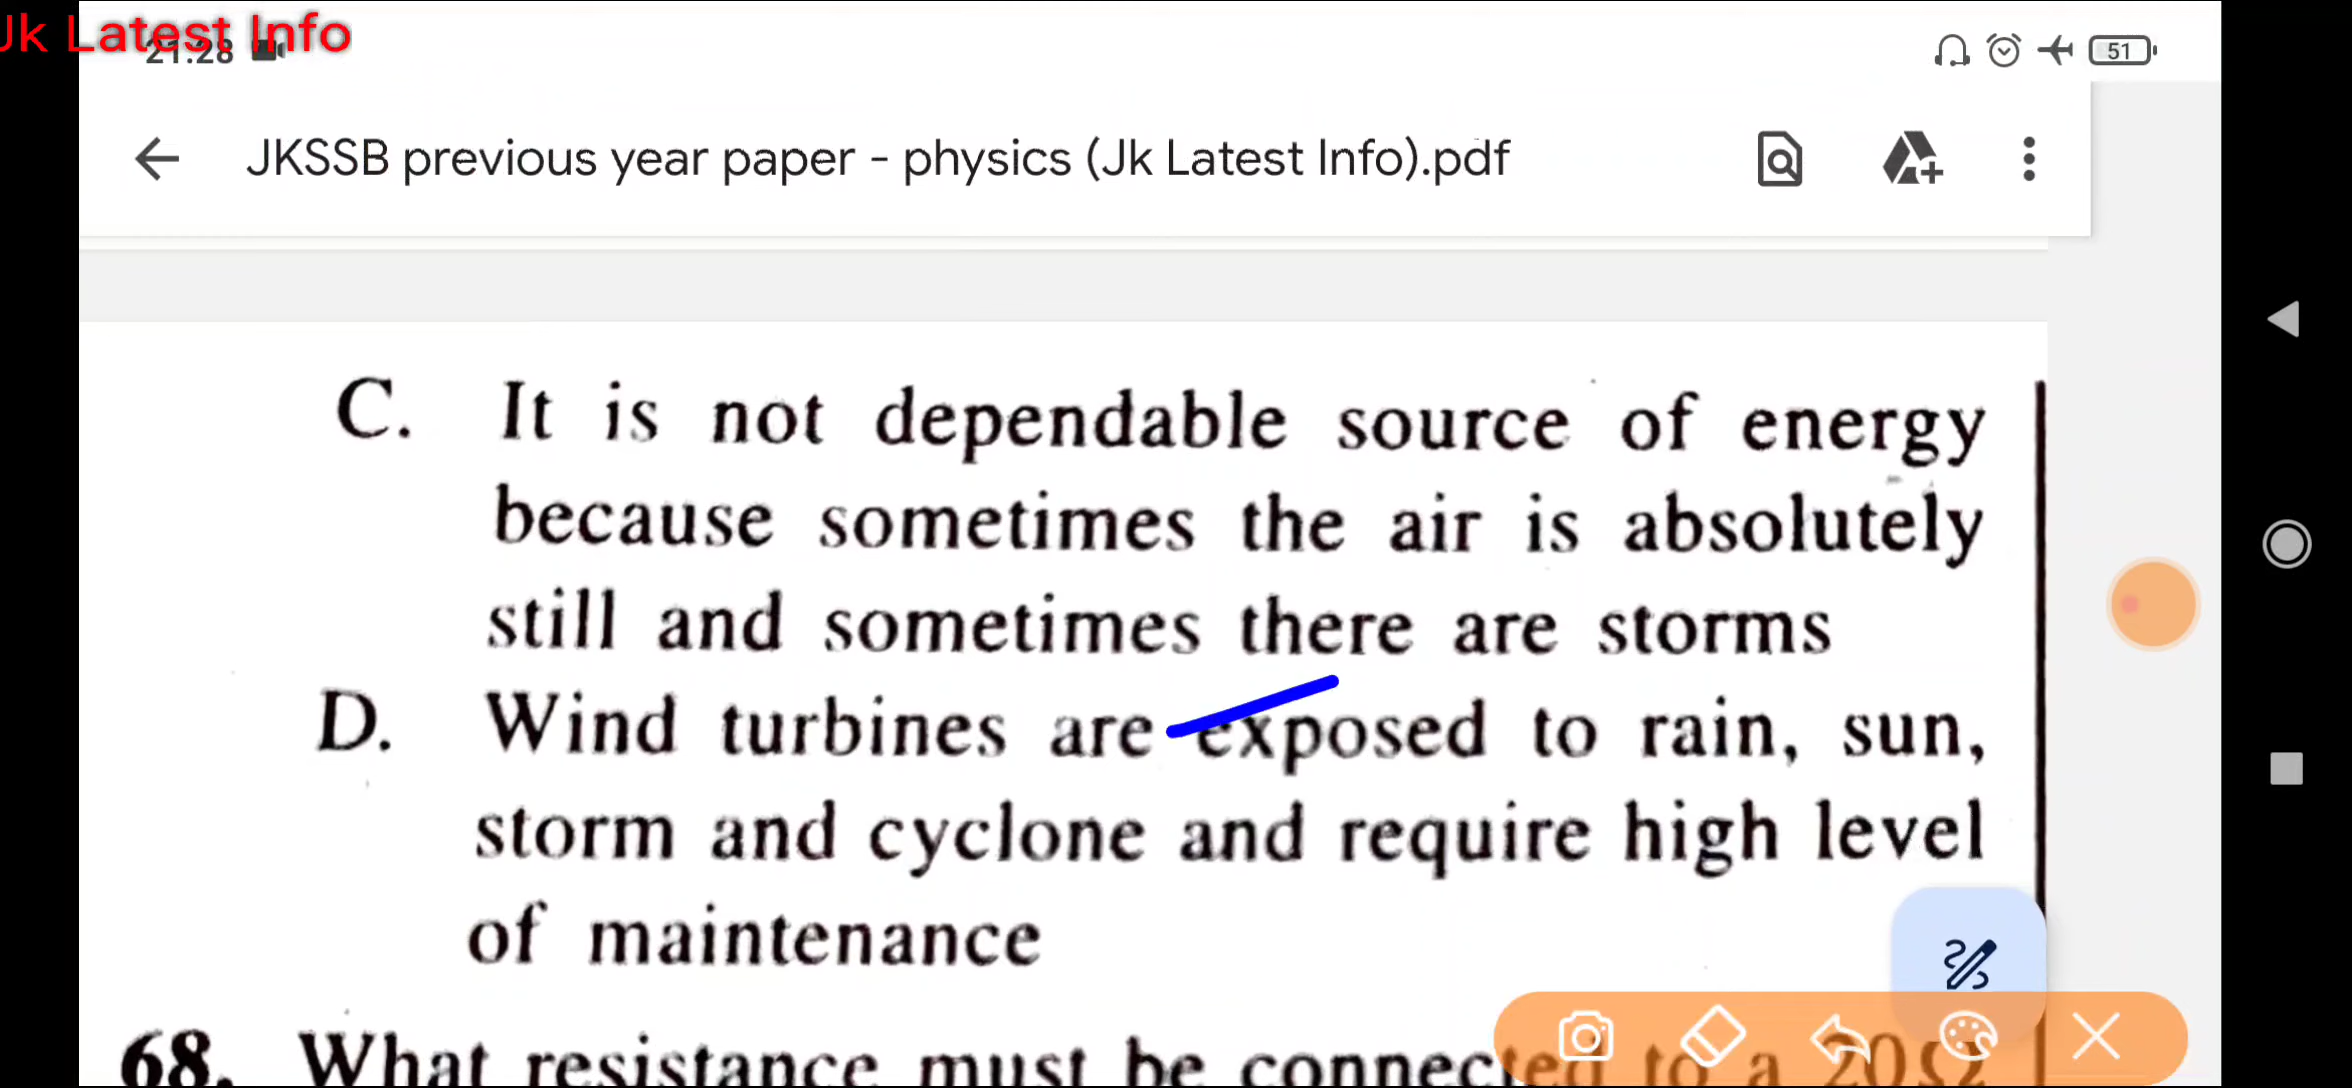 Jk Latest Info
21:28
51
JKSSB previous year paper - physics (Jk Latest Info).pdf
C. It is not dependable source of energy
because sometimes the air is absolutely
still and sometimes there are storms
D. Wind turbines are exposed to rain, sun,
storm and cyclone and require high level
of maintenance
68. What resistance must be connected to a 20Ω